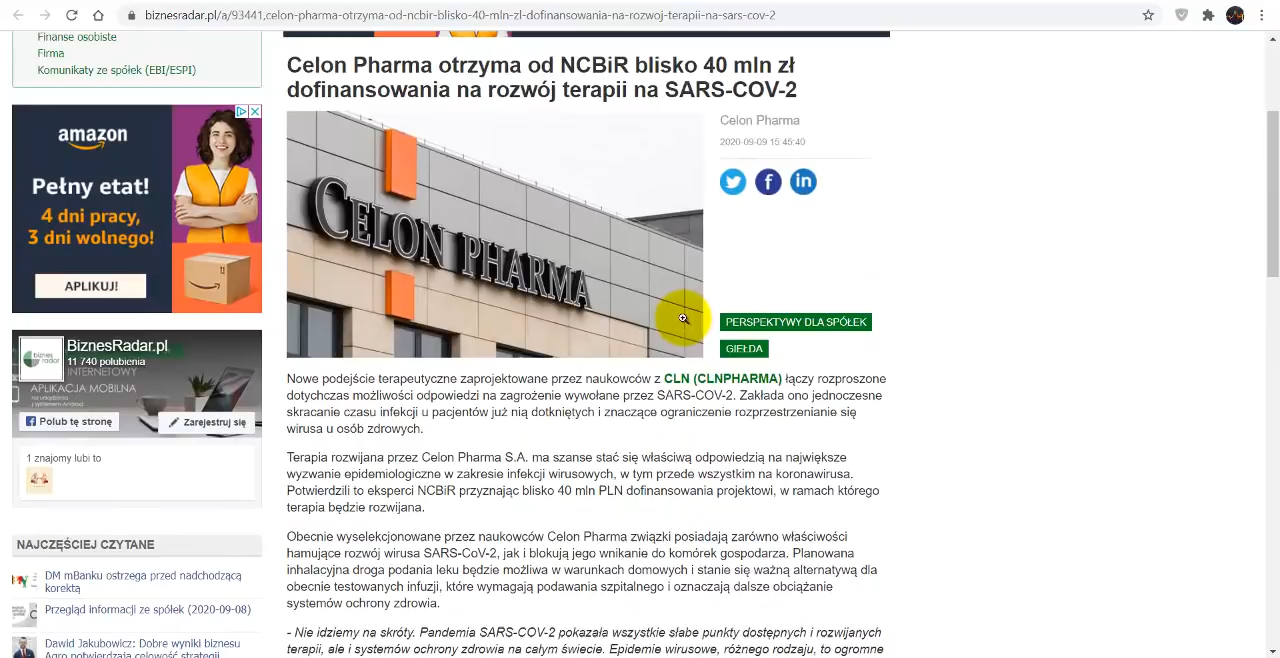 biznesradar.pl/a/93441,celon-pharma-otrzyma-od-ncbir-blisko-40-mln-zl-dofinansowania-na-rozwoj-terapii-na-sars-cov-2
Finanse osobiste
Firma
Komunikaty ze spółek (EBI/ESPI)
amazon
Pełny etat!
4 dni pracy,
3 dni wolnego!
APLIKUJ!
biznes
radar
BiznesRadar.pl
11 740 polubienia
INTERNETOWY
APLIKACJA MOBILNA
Polub tę stronę
Zarejestruj się
1 znajomy lubi to
NAJCZĘŚCIEJ CZYTANE
DM mBanku ostrzega przed nadchodzącą
korektą
Przegląd informacji ze spółek (2020-09-08)
Dawid Jakubowicz: Dobre wyniki biznesu
Agro potwierdzają celowość strategii
Celon Pharma otrzyma od NCBiR blisko 40 mln zł
dofinansowania na rozwój terapii na SARS-COV-2
CELON PHARMA
Celon Pharma
2020-09-09 15:45:40
PERSPEKTYWY DLA SPÓŁEK
GIEŁDA
Nowe podejście terapeutyczne zaprojektowane przez naukowców z CLN (CLNPHARMA) łączy rozproszone
dotychczas możliwości odpowiedzi na zagrożenie wywołane przez SARS-COV-2. Zakłada ono jednoczesne
skracanie czasu infekcji u pacjentów już nią dotkniętych i znaczące ograniczenie rozprzestrzenianie się
wirusa u osób zdrowych.
Terapia rozwijana przez Celon Pharma S.A. ma szanse stać się właściwą odpowiedzią na największe
wyzwanie epidemiologiczne w zakresie infekcji wirusowych, w tym przede wszystkim na koronawirusa.
Potwierdzili to eksperci NCBiR przyznając blisko 40 mln PLN dofinansowania projektowi, w ramach którego
terapia będzie rozwijana.
Obecnie wyselekcjonowane przez naukowców Celon Pharma związki posiadają zarówno właściwości
hamujące rozwój wirusa SARS-CoV-2, jak i blokują jego wnikanie do komórek gospodarza. Planowana
inhalacyjna droga podania leku będzie możliwa w warunkach domowych i stanie się ważną alternatywą dla
obecnie testowanych infuzji, które wymagają podawania szpitalnego i oznaczają dalsze obciążanie
systemów ochrony zdrowia.
- Nie idziemy na skróty. Pandemia SARS-COV-2 pokazała wszystkie słabe punkty dostępnych i rozwijanych
terapii, ale i systemów ochrony zdrowia na całym świecie. Epidemie wirusowe, różnego rodzaju, to ogromne